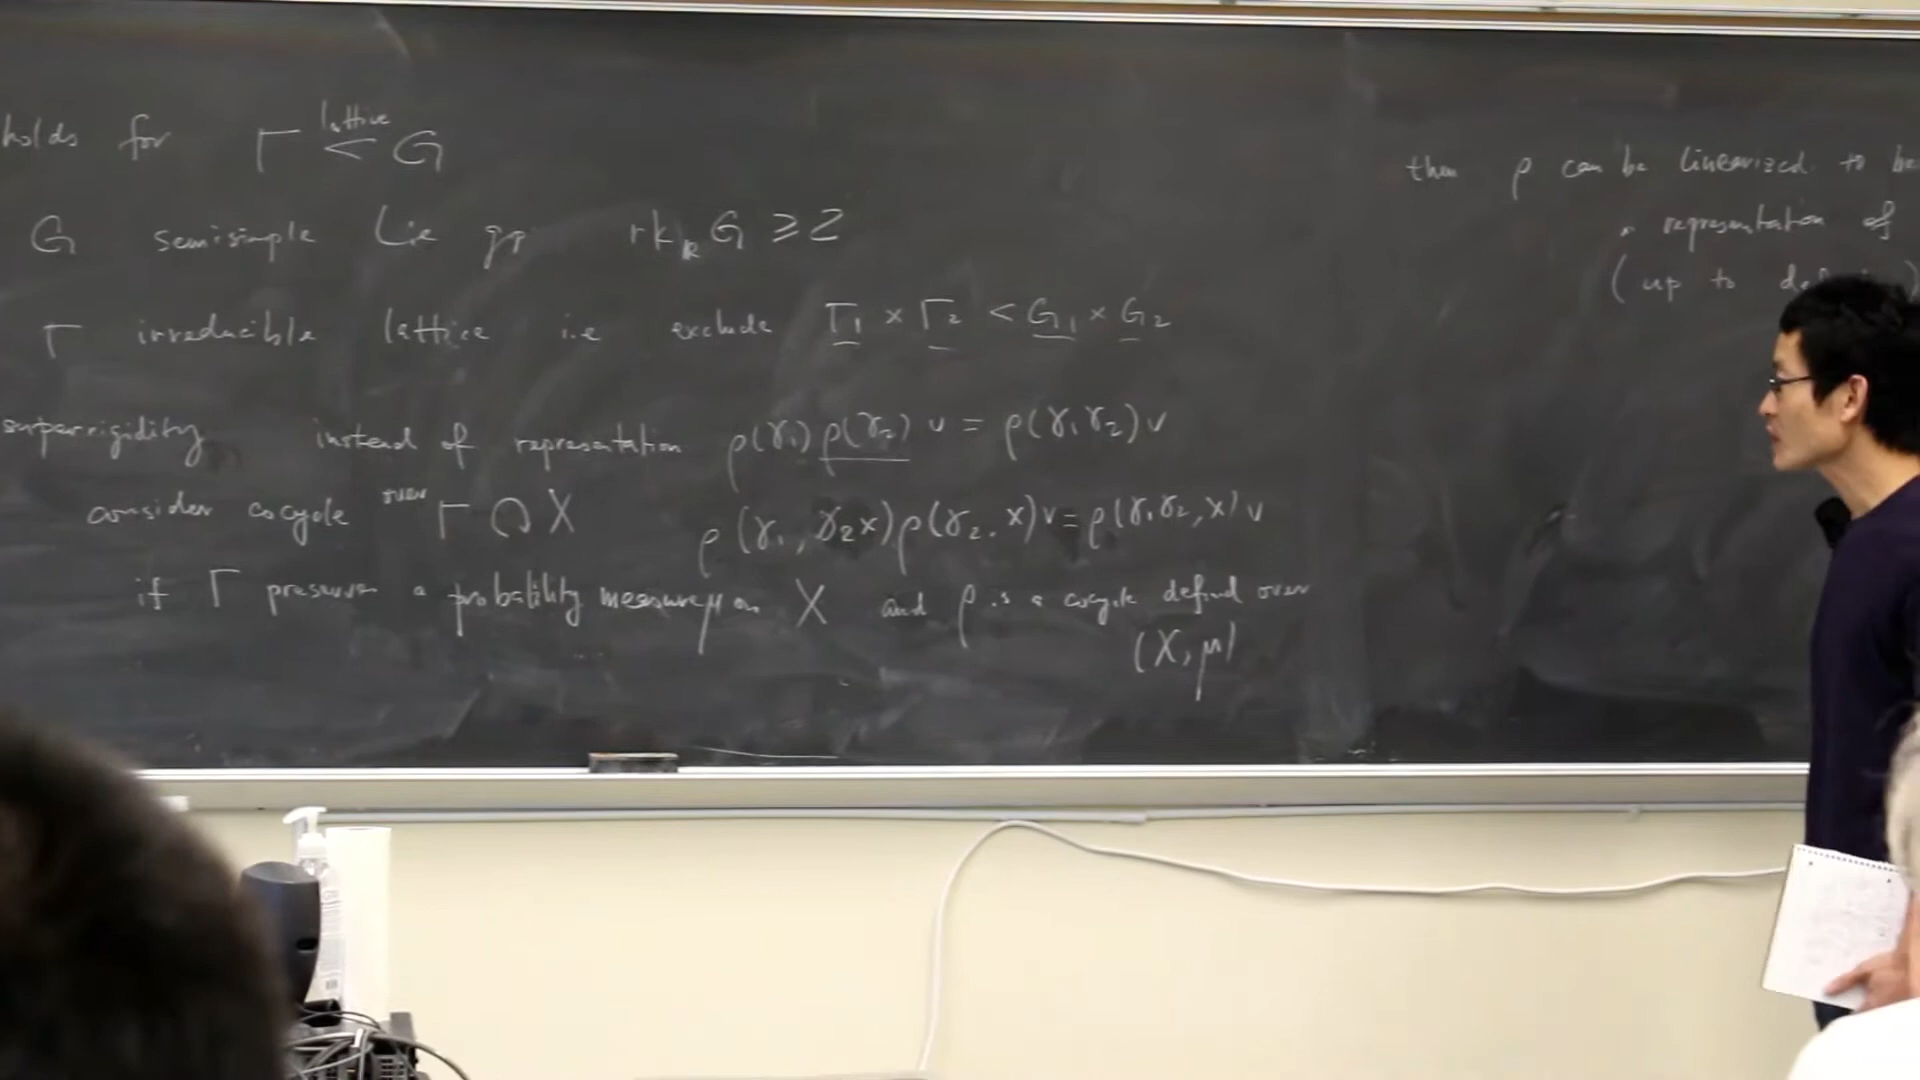 holds for Γ <^{lattice} G
G semisimple Lie gp rk_ℝ G ≥ 2
Γ irreducible lattice i.e exclude Γ₁ × Γ₂ < G₁ × G₂
superrigidity instead of representation ρ(γ₁) ρ(γ₂) v = ρ(γ₁γ₂) v
consider cocycle over Γ ↻ X ρ(γ₁, γ₂x) ρ(γ₂, x) v = ρ(γ₁γ₂, x) v
if Γ preserves a probability measure μ on X and ρ is a cocycle defined over
(X, μ)
then ρ can be linearized to be
a representation of
(up to